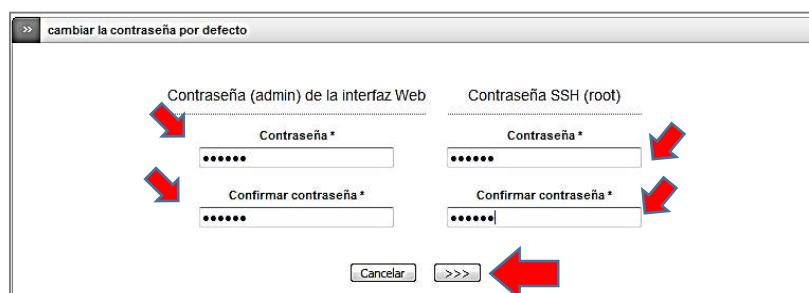 >> cambiar la contraseña por defecto
Contraseña (admin) de la interfaz Web Contraseña SSH (root)
Contraseña * Contraseña *
•••••• ••••••
Confirmar contraseña * Confirmar contraseña *
•••••• ••••••
Cancelar >>>